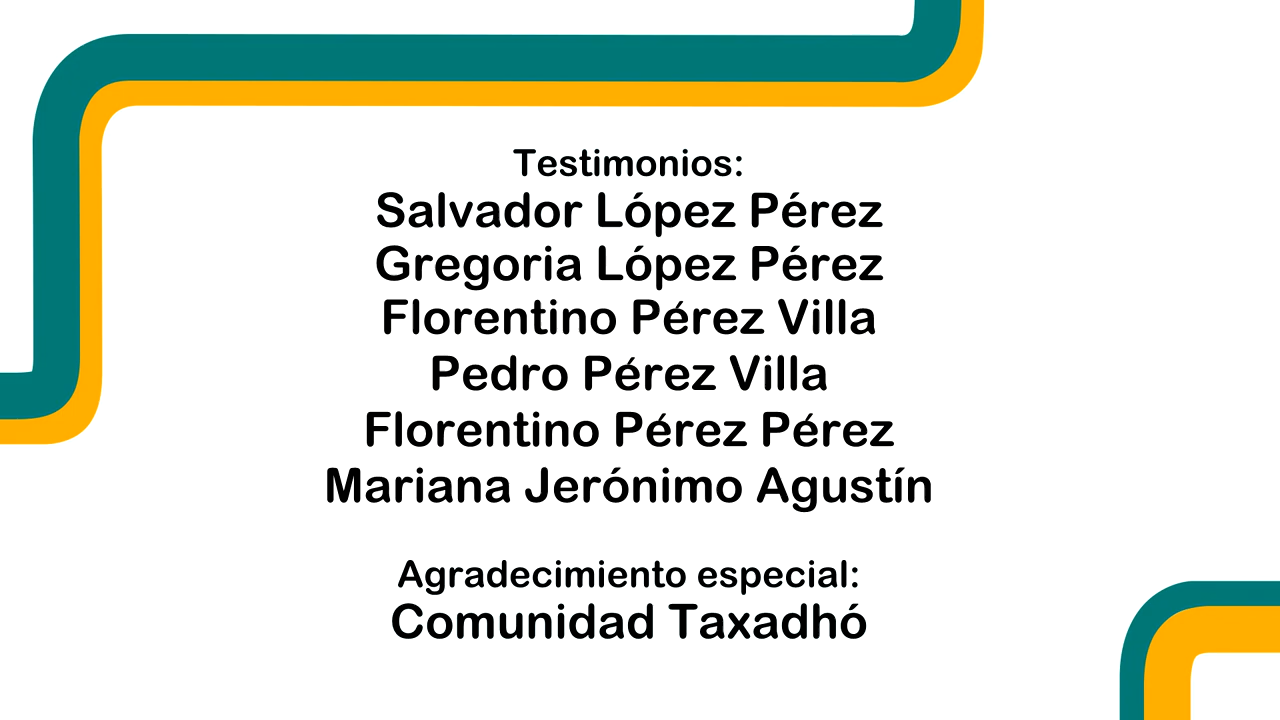 Testimonios:
Salvador López Pérez
Gregoria López Pérez
Florentino Pérez Villa
Pedro Pérez Villa
Florentino Pérez Pérez
Mariana Jerónimo Agustín
Agradecimiento especial:
Comunidad Taxadhó